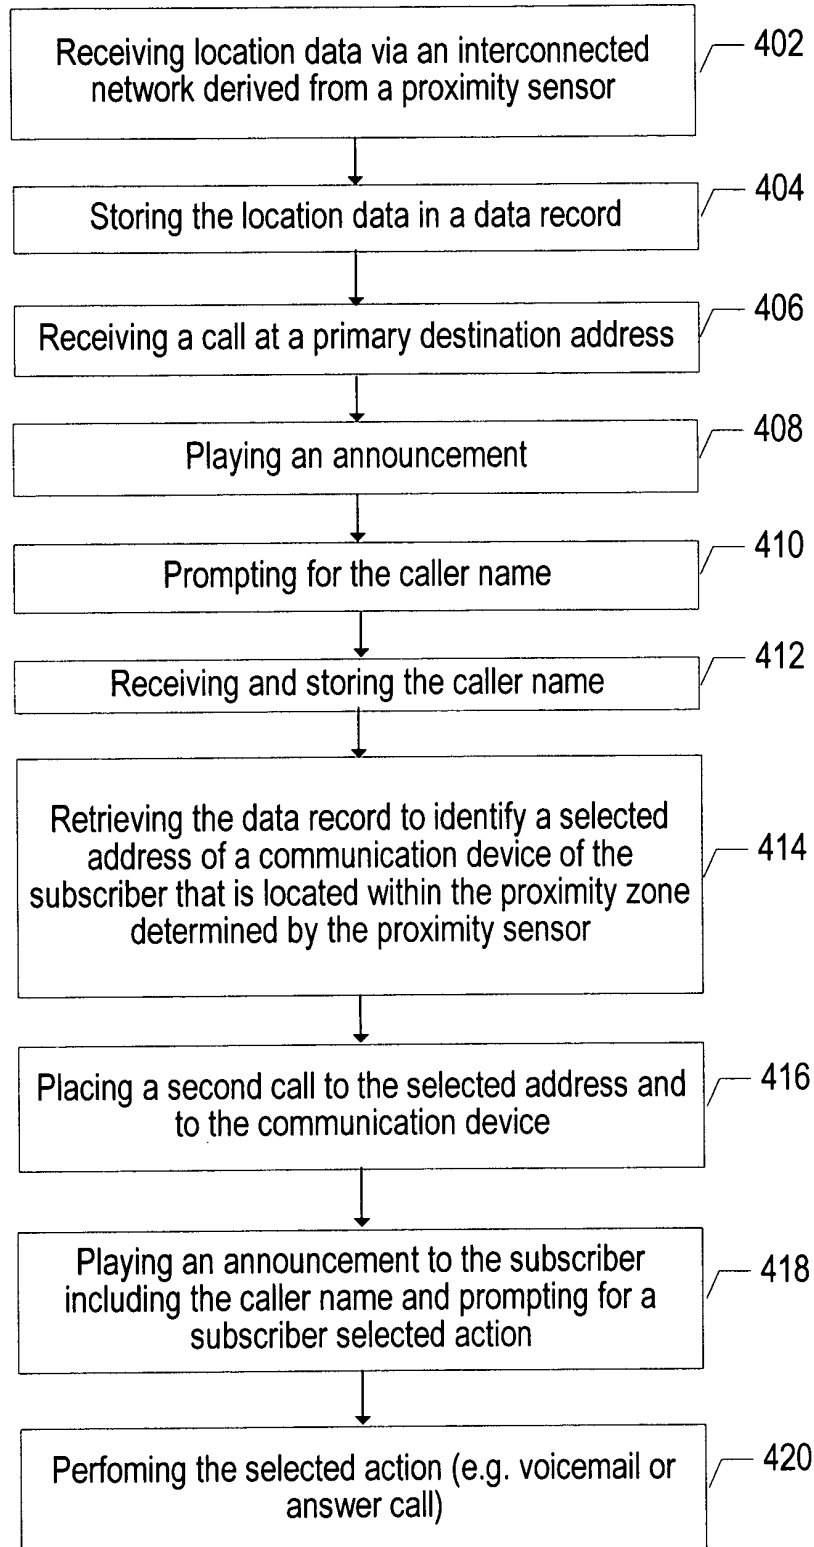 Receiving location data via an interconnected
network derived from a proximity sensor
402
Storing the location data in a data record
404
Receiving a call at a primary destination address
406
Playing an announcement
408
Prompting for the caller name
410
Receiving and storing the caller name
412
Retrieving the data record to identify a selected
address of a communication device of the
subscriber that is located within the proximity zone
determined by the proximity sensor
414
Placing a second call to the selected address and
to the communication device
416
Playing an announcement to the subscriber
including the caller name and prompting for a
subscriber selected action
418
Perfoming the selected action (e.g. voicemail or
answer call)
420